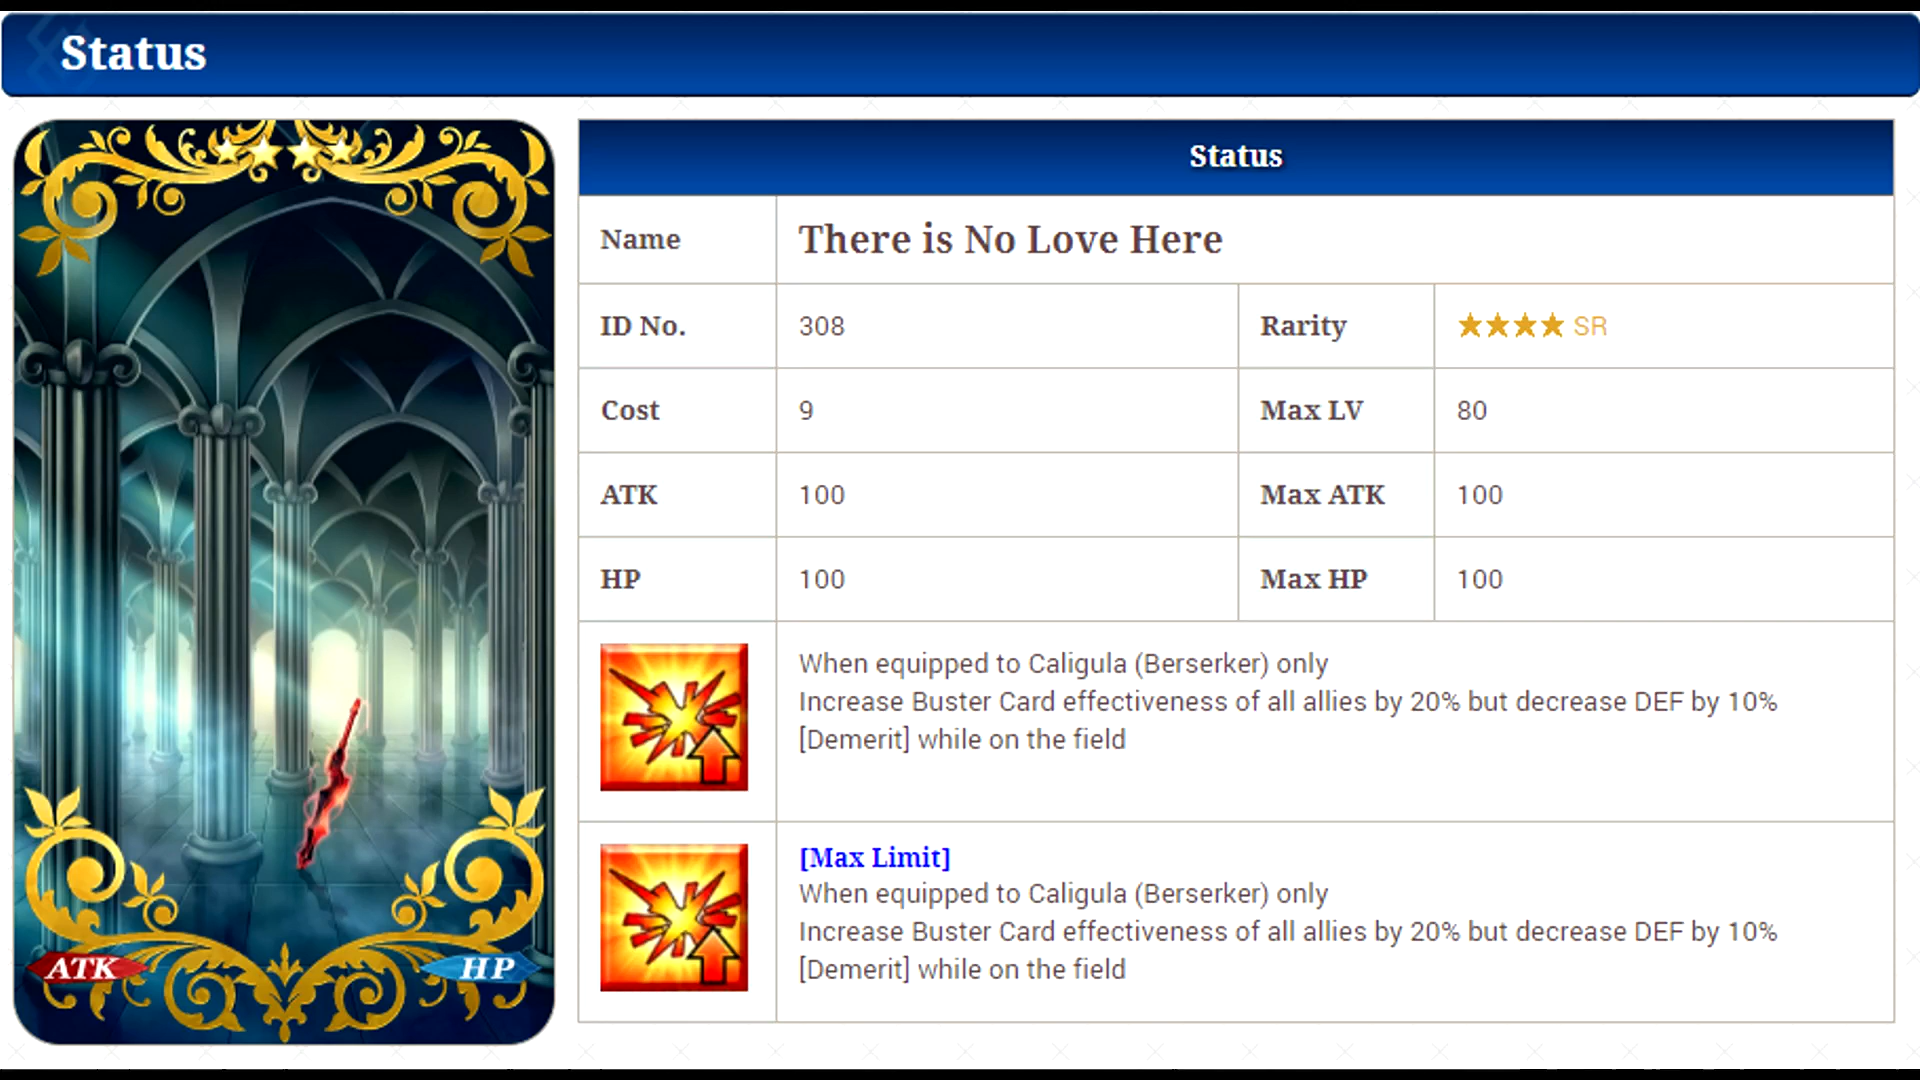 Status
Status
Name
There is No Love Here
ID No.
308
Rarity
★★★★ SR
Cost
9
Max LV
80
ATK
100
Max ATK
100
HP
100
Max HP
100
When equipped to Caligula (Berserker) only
Increase Buster Card effectiveness of all allies by 20% but decrease DEF by 10%
[Demerit] while on the field
[Max Limit]
When equipped to Caligula (Berserker) only
Increase Buster Card effectiveness of all allies by 20% but decrease DEF by 10%
[Demerit] while on the field
ATK
HP